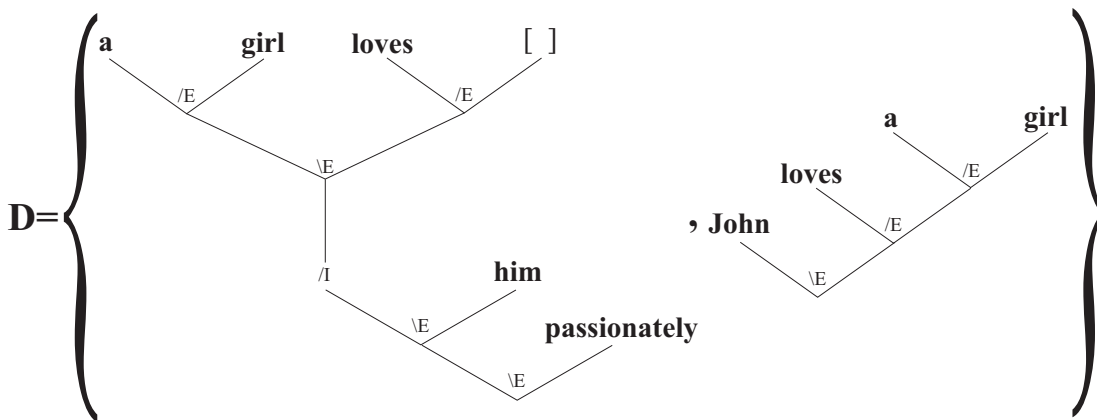 a girl loves [ ]
/E /E
a girl
\E /E
loves
D= /E
, John
/I him \E
\E
passionately
\E